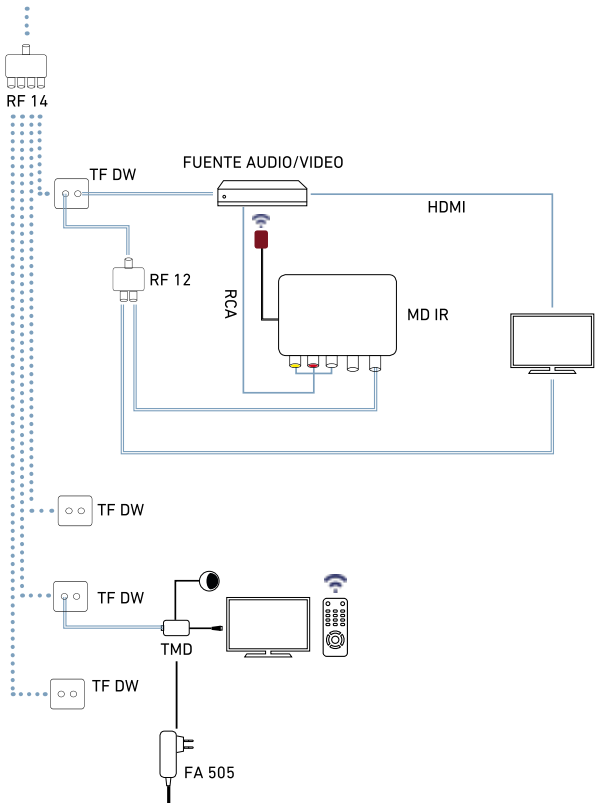 RF 14
FUENTE AUDIO/VIDEO
TF DW
HDMI
RF 12
RCA
MD IR
TF DW
TF DW
TMD
TF DW
FA 505